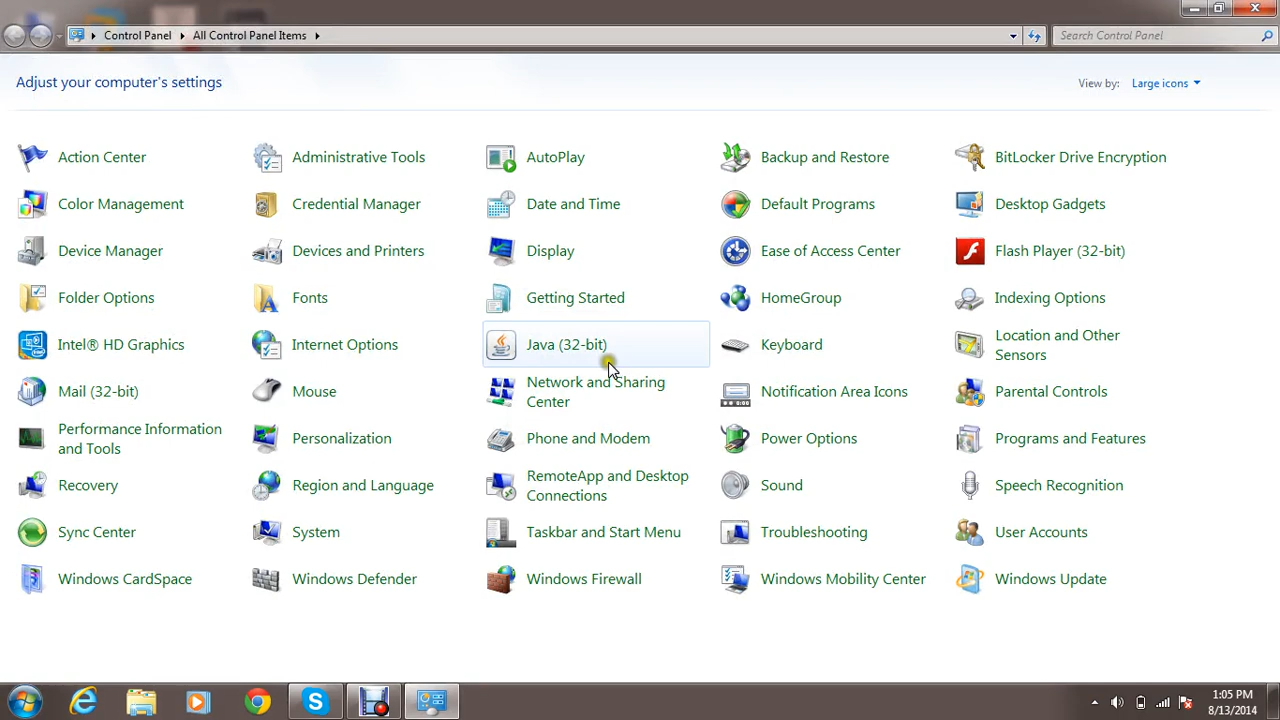 Control Panel All Control Panel Items
Search Control Panel
Adjust your computer's settings
View by: Large icons
Action Center
Administrative Tools
AutoPlay
Backup and Restore
BitLocker Drive Encryption
Color Management
Credential Manager
Date and Time
Default Programs
Desktop Gadgets
Device Manager
Devices and Printers
Display
Ease of Access Center
Flash Player (32-bit)
Folder Options
Fonts
Getting Started
HomeGroup
Indexing Options
Intel® HD Graphics
Internet Options
Java (32-bit)
Keyboard
Location and Other
Sensors
Mail (32-bit)
Mouse
Network and Sharing
Center
Notification Area Icons
Parental Controls
Performance Information
and Tools
Personalization
Phone and Modem
Power Options
Programs and Features
Recovery
Region and Language
RemoteApp and Desktop
Connections
Sound
Speech Recognition
Sync Center
System
Taskbar and Start Menu
Troubleshooting
User Accounts
Windows CardSpace
Windows Defender
Windows Firewall
Windows Mobility Center
Windows Update
1:05 PM
8/13/2014